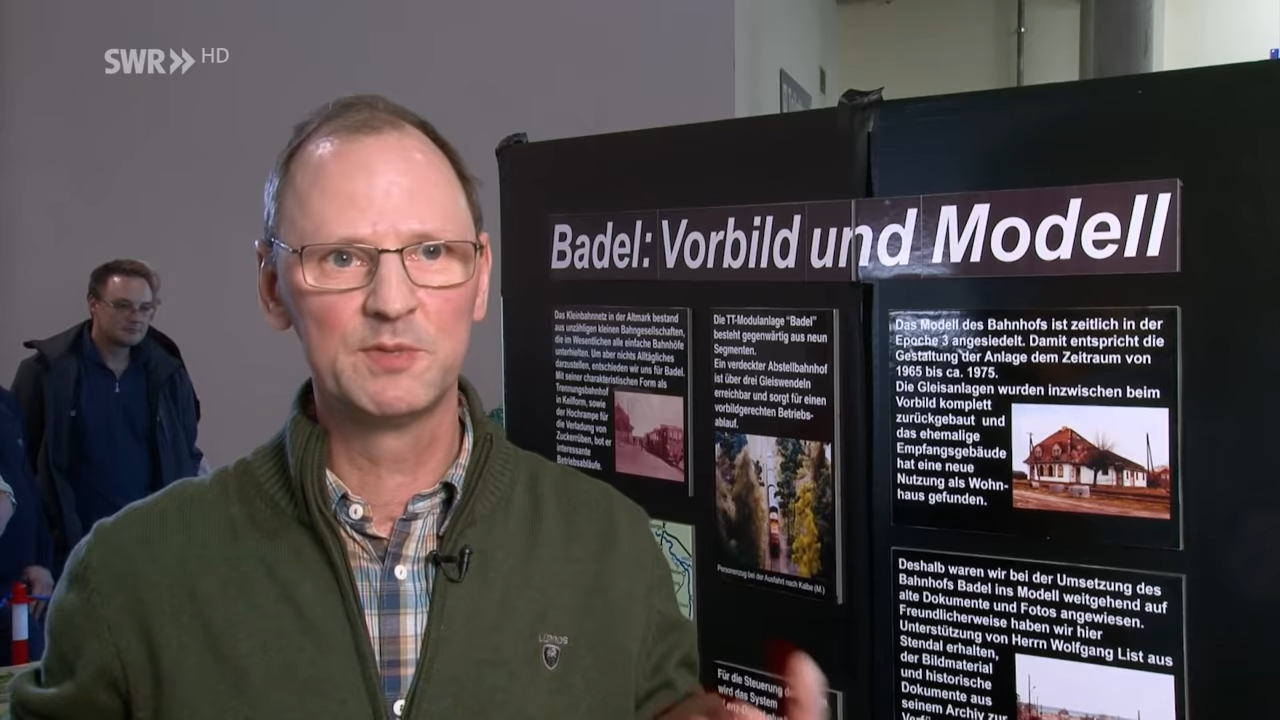 SWR HD
Badel: Vorbild und Modell
Das Kleinbahnnetz in der Altmark bestand
aus unzähligen kleinen Bahngesellschaften,
die im Wesentlichen alle einfache Bahnhöfe
unterhielten. Um aber nichts Alltägliches
darzustellen, entschieden wir uns für Badel.
Mit seiner charakteristischen Form als
Trennungsbahnhof
in Keilform, sowie
der Hochrampe für
die Verladung von
Zuckerrüben, bot er
interessante
Betriebsabläufe.
Die TT-Modulanlage "Badel"
besteht gegenwärtig aus neun
Segmenten.
Ein verdeckter Abstellbahnhof
ist über drei Gleiswendeln
erreichbar und sorgt für einen
vorbildgerechten Betriebs-
ablauf.
Personenzug bei der Ausfahrt nach Kalbe (M.)
Für die Steuerung
wird das System
Das Modell des Bahnhofs ist zeitlich in der
Epoche 3 angesiedelt. Damit entspricht die
Gestaltung der Anlage dem Zeitraum von
1965 bis ca. 1975.
Die Gleisanlagen wurden inzwischen beim
Vorbild komplett
zurückgebaut und
das ehemalige
Empfangsgebäude
hat eine neue
Nutzung als Wohn-
haus gefunden.
Deshalb waren wir bei der Umsetzung des
Bahnhofs Badel ins Modell weitgehend auf
alte Dokumente und Fotos angewiesen.
Freundlicherweise haben wir hier
Unterstützung von Herrn Wolfgang List aus
Stendal erhalten,
der Bildmaterial
und historische
Dokumente aus
seinem Archiv zur